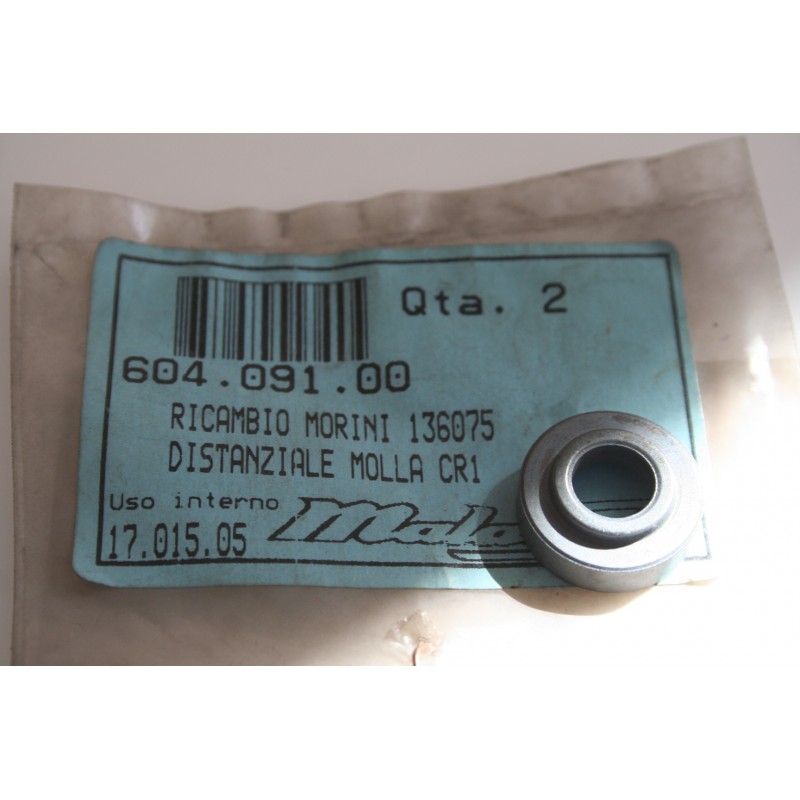 Qta. 2
604.091.00
RICAMBIO MORINI 136075
DISTANZIALE MOLLA CR1
Uso interno
17.015.05